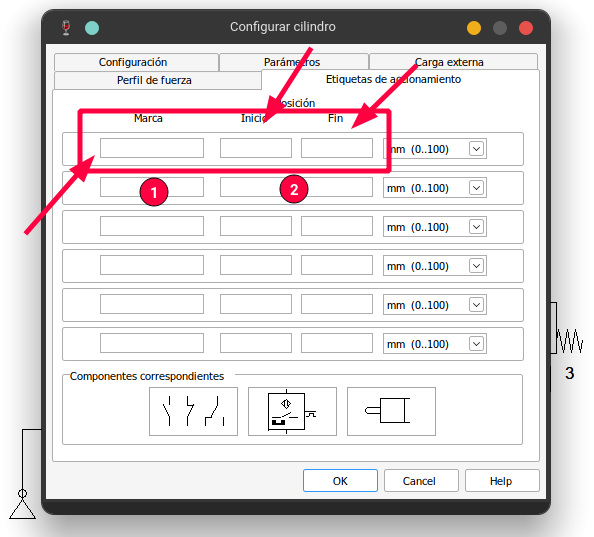 Configurar cilindro
Configuración Parámetros Carga externa
Perfil de fuerza Etiquetas de accionamiento
osición
Marca Inicio Fin
mm (0..100)
1 2 mm (0..100)
mm (0..100)
mm (0..100)
mm (0..100)
mm (0..100)
3
Componentes correspondientes
OK Cancel Help